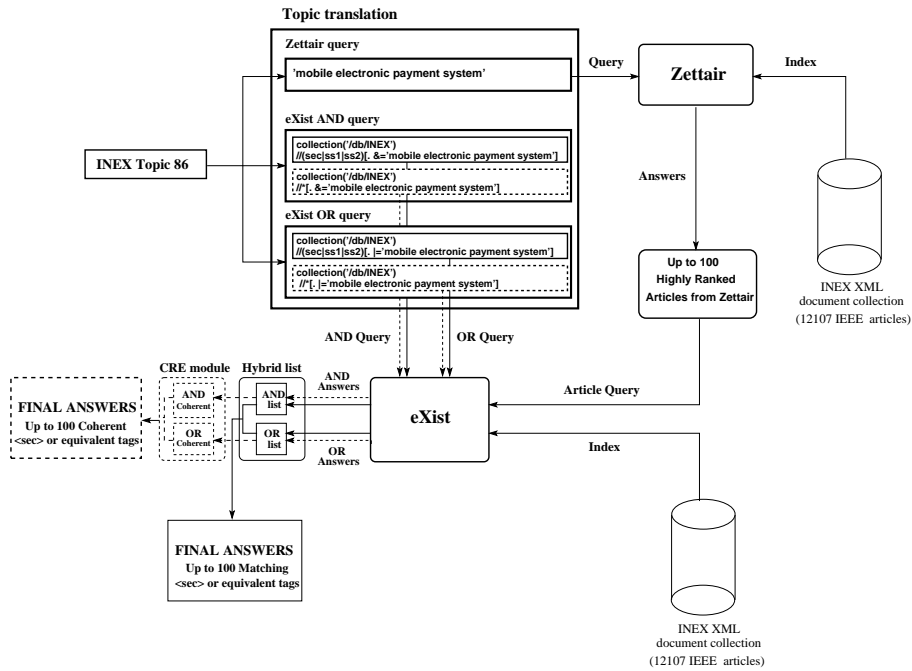 Topic translation
Zettair query
'mobile electronic payment system'
eXist AND query
collection('/db/INEX')
//(sec|ss1|ss2)[. &='mobile electronic payment system']
collection('/db/INEX')
//*[. &='mobile electronic payment system']
eXist OR query
collection('/db/INEX')
//(sec|ss1|ss2)[. |='mobile electronic payment system']
collection('/db/INEX')
//*[. |='mobile electronic payment system']
INEX Topic 86
Query
Zettair
Index
Answers
Up to 100
Highly Ranked
Articles from Zettair
INEX XML
document collection
(12107 IEEE articles)
AND Query
OR Query
CRE module
Hybrid list
AND
Answers
AND
Coherent
AND
list
OR
Coherent
OR
list
OR
Answers
eXist
Article Query
Index
FINAL ANSWERS
Up to 100 Coherent
<sec> or equivalent tags
FINAL ANSWERS
Up to 100 Matching
<sec> or equivalent tags
INEX XML
document collection
(12107 IEEE articles)